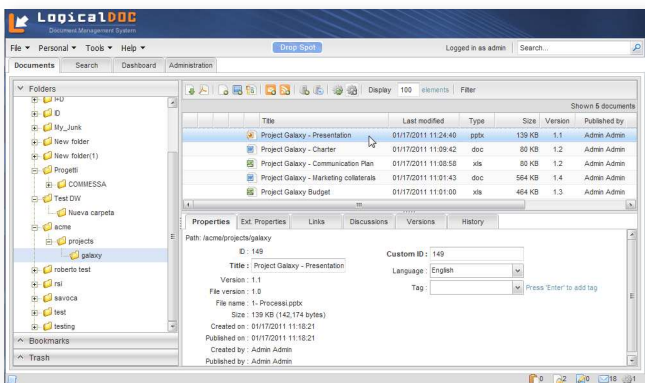 LogicalDOC
Document Management System
File Personal Tools Help Drop Spot Logged in as admin Search...
Documents Search Dashboard Administration
Folders
ID
My_Junk
New folder
New folder(1)
Progetti
COMMESSA
Test DW
Nueva carpeta
acme
projects
galaxy
roberto test
rsi
savoca
test
testing
Bookmarks
Trash
Display 100 elements Filter
Shown 5 documents
Title Last modified Type Size Version Published by
Project Galaxy - Presentation 01/17/2011 11:24:40 pptx 139 KB 1.1 Admin Admin
Project Galaxy - Charter 01/17/2011 11:09:42 doc 80 KB 1.2 Admin Admin
Project Galaxy - Communication Plan 01/17/2011 11:08:58 xls 80 KB 1.2 Admin Admin
Project Galaxy - Marketing collaterals 01/17/2011 11:01:43 doc 564 KB 1.4 Admin Admin
Project Galaxy Budget 01/17/2011 11:01:00 xls 464 KB 1.3 Admin Admin
Properties Ext. Properties Links Discussions Versions History
Path: /acme/projects/galaxy
ID : 149
Title : Project Galaxy - Presentation
Version : 1.1
File version : 1.0
File name : 1- Processi.pptx
Size : 139 KB (142,174 bytes)
Created on : 01/17/2011 11:18:21
Published on : 01/17/2011 11:18:21
Created by : Admin Admin
Published by : Admin Admin
Custom ID : 149
Language : English
Tag : Press 'Enter' to add tag
0 2 0 18 1